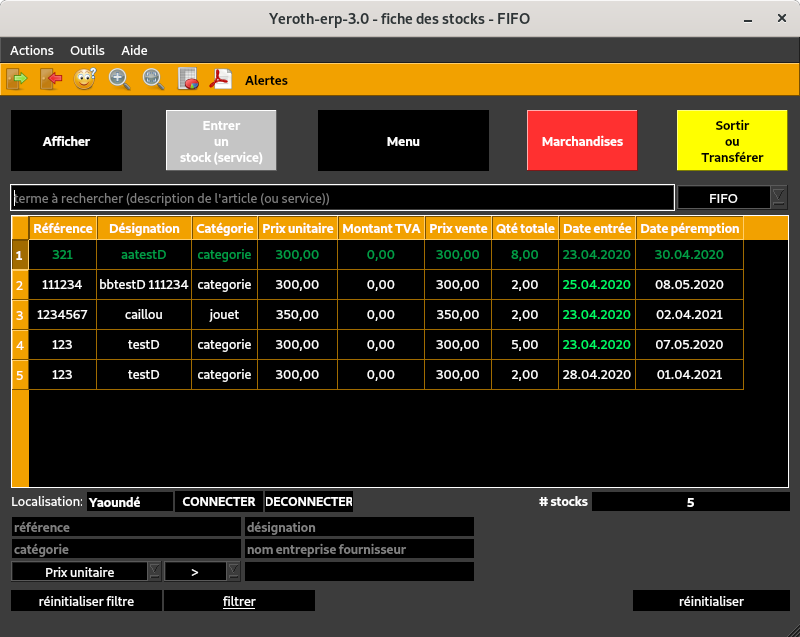 Yeroth-erp-3.0 - fiche des stocks - FIFO
Actions Outils Aide
Alertes
Afficher
Entrer
un
stock (service)
Menu
Marchandises
Sortir
ou
Transférer
terme à rechercher (description de l'article (ou service))
FIFO
Référence Désignation Catégorie Prix unitaire Montant TVA Prix vente Qté totale Date entrée Date péremption
1 321 aatestD categorie 300,00 0,00 300,00 8,00 23.04.2020 30.04.2020
2 111234 bbtestD 111234 categorie 300,00 0,00 300,00 2,00 25.04.2020 08.05.2020
3 1234567 caillou jouet 350,00 0,00 350,00 2,00 23.04.2020 02.04.2021
4 123 testD categorie 300,00 0,00 300,00 5,00 23.04.2020 07.05.2020
5 123 testD categorie 300,00 0,00 300,00 2,00 28.04.2020 01.04.2021
Localisation: Yaoundé CONNECTER DECONNECTER # stocks 5
référence désignation
catégorie nom entreprise fournisseur
Prix unitaire >
réinitialiser filtre filtrer réinitialiser